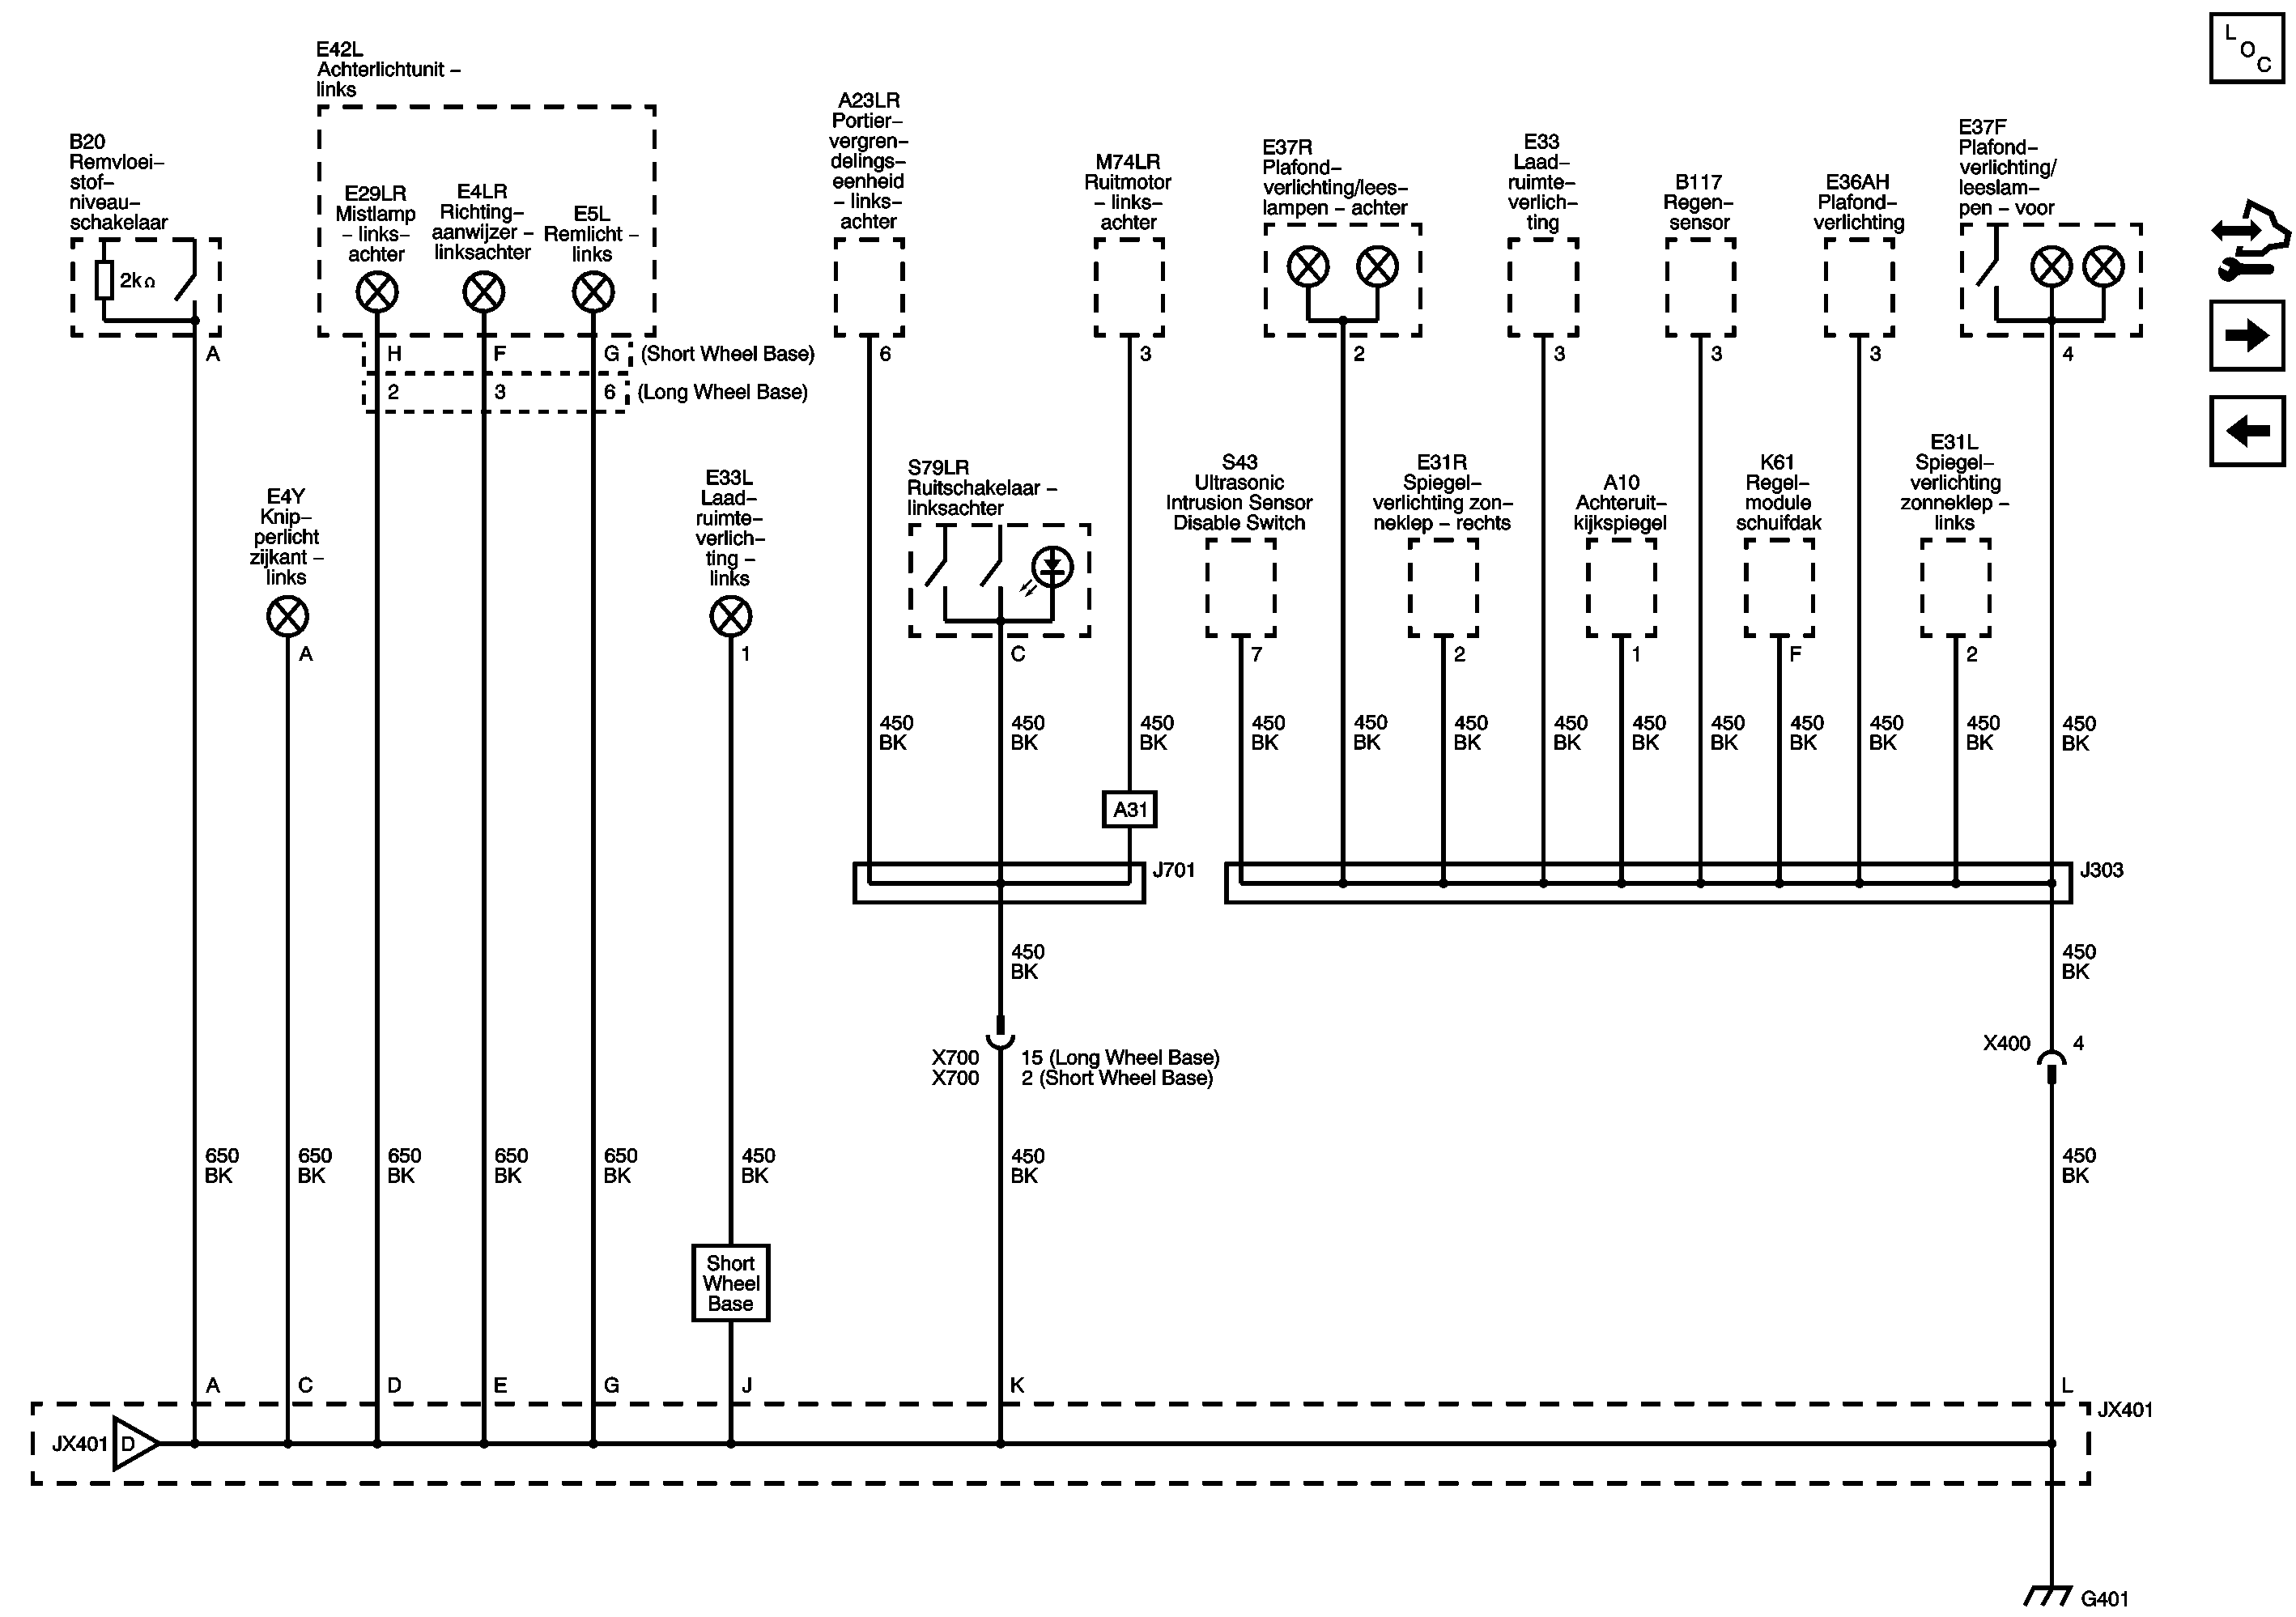 L
O
C
E42L
Achterlichtunit –
links
B20
Remvloei–
stof–
niveau–
schakelaar
2kΩ
A
E29LR
Mistlamp
– links–
achter
E4LR
Richting–
aanwijzer –
linksachter
E5L
Remlicht –
links
H
F
G
(Short Wheel Base)
2
3
6
(Long Wheel Base)
A23LR
Portier–
vergren–
delings–
eenheid
– links–
achter
6
M74LR
Ruitmotor
– links–
achter
3
E37R
Plafond–
verlichting/lees–
lampen – achter
2
E33
Laad–
ruimte–
verlich–
ting
3
B117
Regen–
sensor
3
E36AH
Plafond–
verlichting
3
E37F
Plafond–
verlichting/
leeslam–
pen – voor
4
E4Y
Knip–
perlicht
zijkant –
links
A
E33L
Laad–
ruimte–
verlich–
ting –
links
1
S79LR
Ruitschakelaar –
linksachter
C
S43
Ultrasonic
Intrusion Sensor
Disable Switch
7
E31R
Spiegel–
verlichting zon–
neklep – rechts
2
A10
Achteruit–
kijkspiegel
1
K61
Regel–
module
schuifdak
F
E31L
Spiegel–
verlichting
zonneklep –
links
2
450
BK
450
BK
450
BK
450
BK
450
BK
450
BK
450
BK
450
BK
450
BK
450
BK
450
BK
450
BK
450
BK
A31
J701
J303
450
BK
450
BK
X700
15 (Long Wheel Base)
X700
2 (Short Wheel Base)
X400
4
650
BK
650
BK
650
BK
650
BK
650
BK
450
BK
450
BK
450
BK
Short
Wheel
Base
A
C
D
E
G
J
K
L
JX401
D
JX401
G401